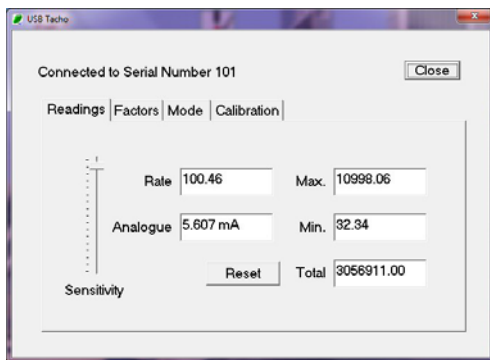 USB Tacho
Connected to Serial Number 101
Close
Readings Factors Mode Calibration
Rate 100.46 Max. 10998.06
Analogue 5.607 mA Min. 32.34
Reset Total 3056911.00
Sensitivity